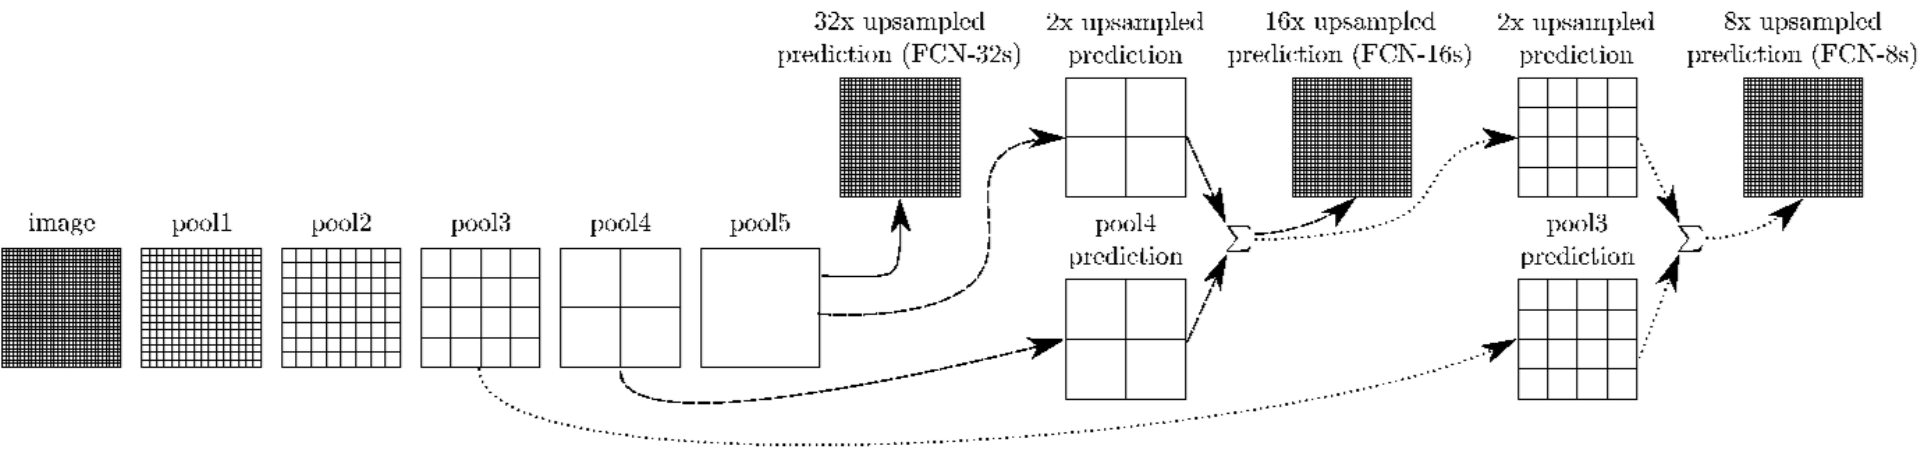 32x upsampled
prediction (FCN-32s)
2x upsampled
prediction
16x upsampled
prediction (FCN-16s)
2x upsampled
prediction
8x upsampled
prediction (FCN-8s)
image
pool1
pool2
pool3
pool4
pool5
pool4
prediction
Σ
pool3
prediction
Σ